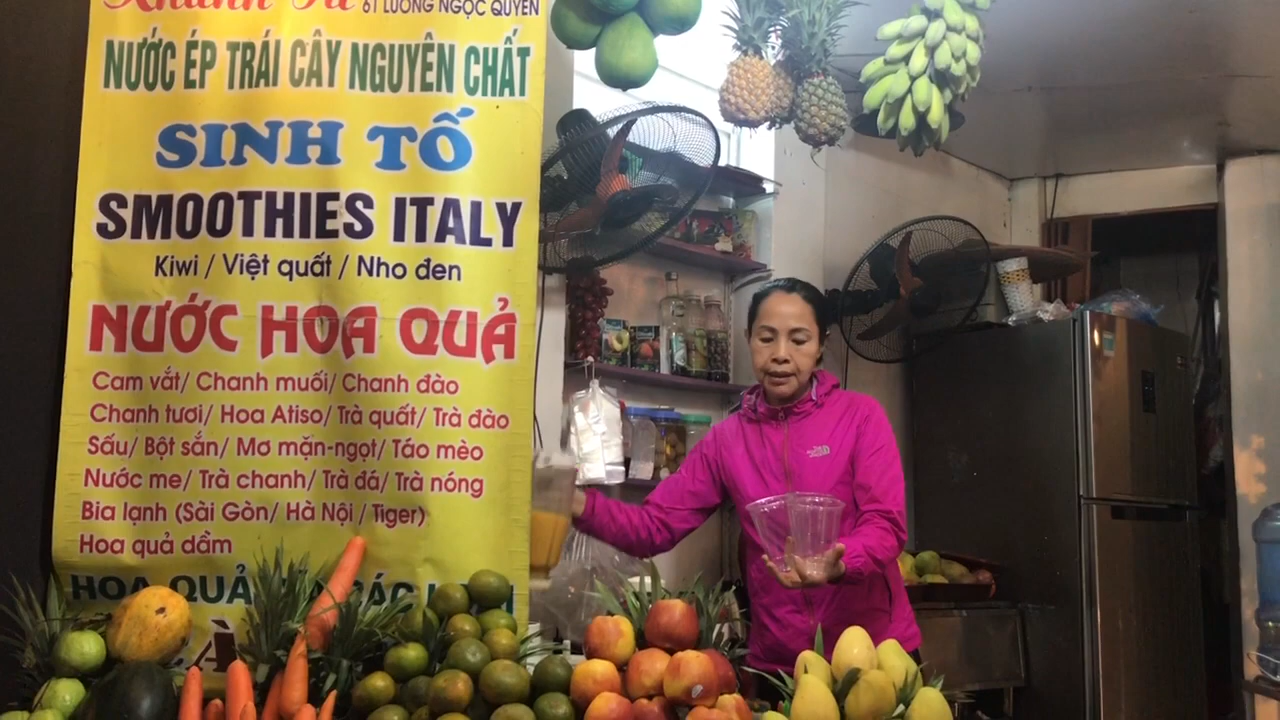 Khánh Tú 61 LƯƠNG NGỌC QUYẾN
NƯỚC ÉP TRÁI CÂY NGUYÊN CHẤT
SINH TỐ
SMOOTHIES ITALY
Kiwi / Việt quất / Nho đen
NƯỚC HOA QUẢ
Cam vắt/ Chanh muối/ Chanh đào
Chanh tươi/ Hoa Atiso/ Trà quất/ Trà đào
Sấu/ Bột sắn/ Mơ mặn-ngọt/ Táo mèo
Nước me/ Trà chanh/ Trà đá/ Trà nóng
Bia lạnh (Sài Gòn/ Hà Nội / Tiger)
Hoa quả dầm
HOA QUẢ